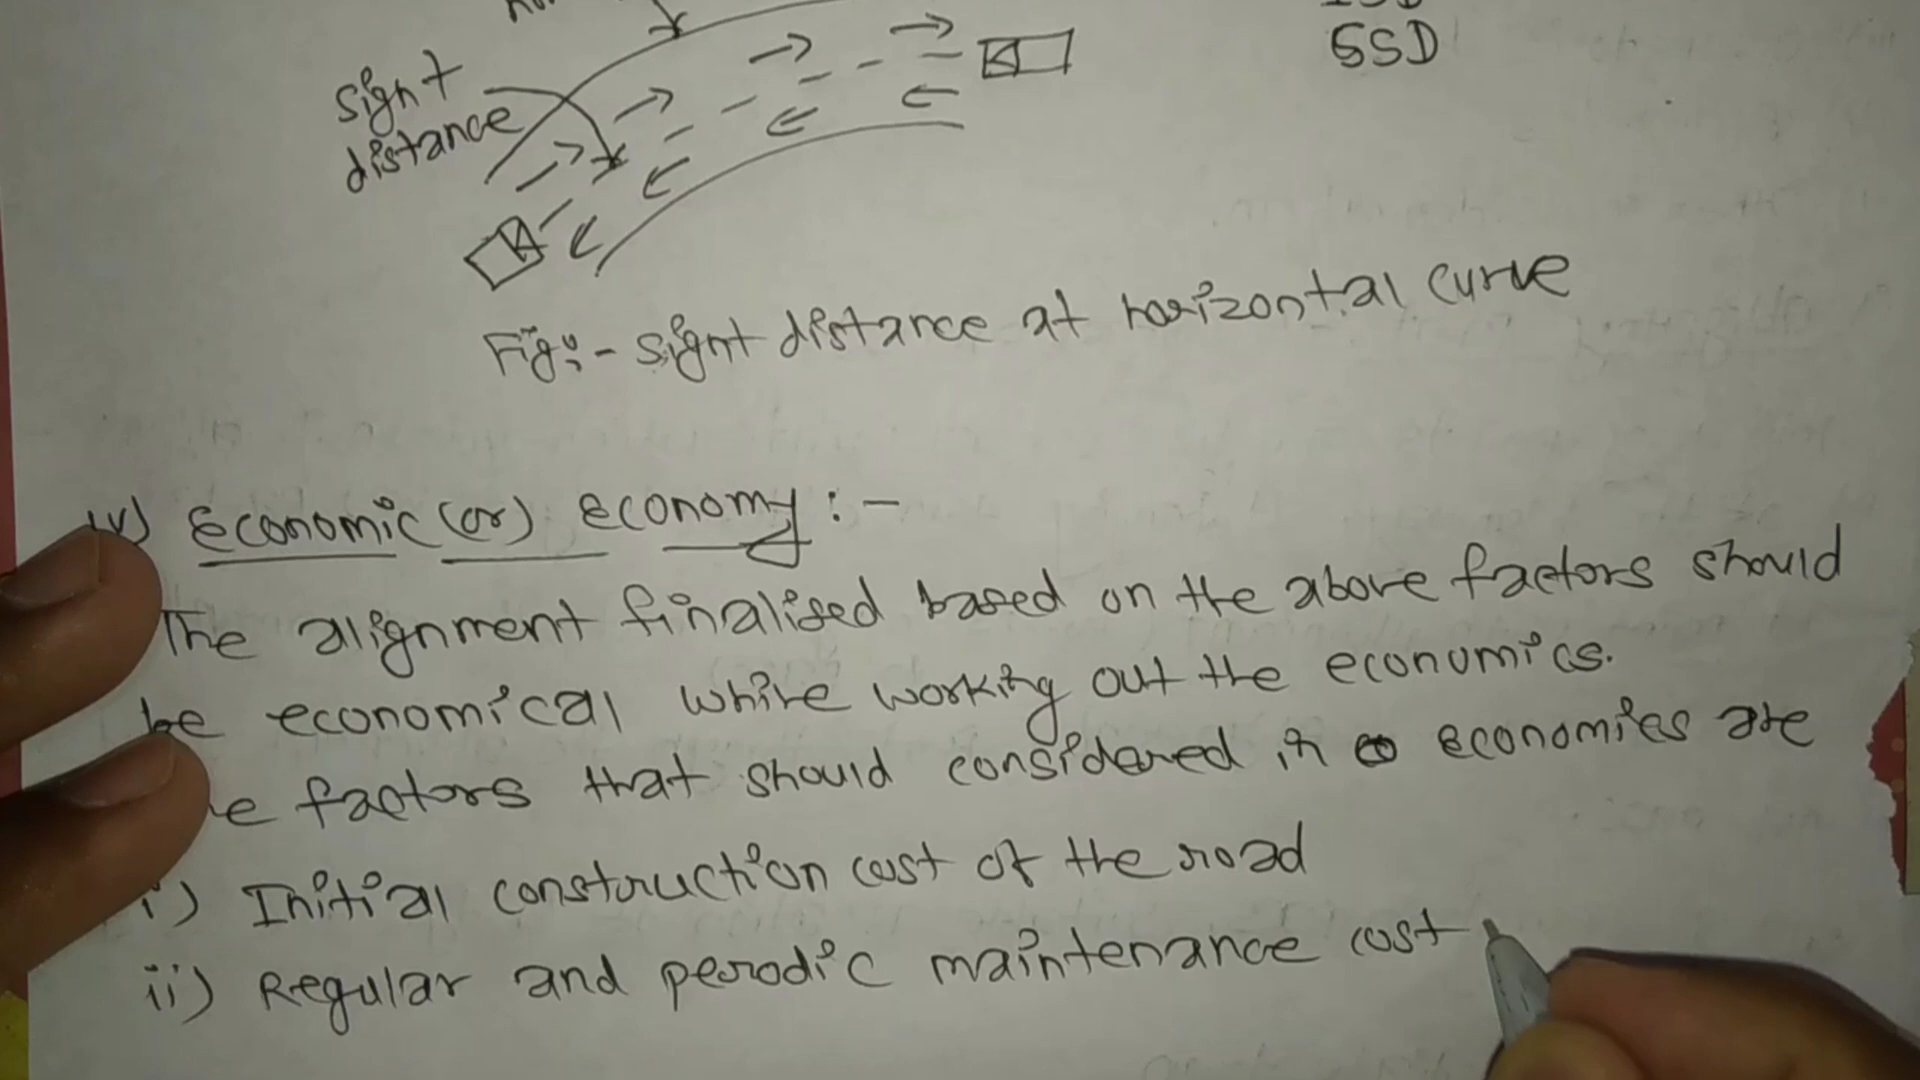 SSD
sight
distance
Fig:- sight distance at horizontal curve
iv) Economic (or) economy :-
The alignment finalised based on the above factors should
be economical while working out the economics.
factors that should considered in economies are
i) Initial construction cost of the road
ii) Regular and perodic maintenance cost